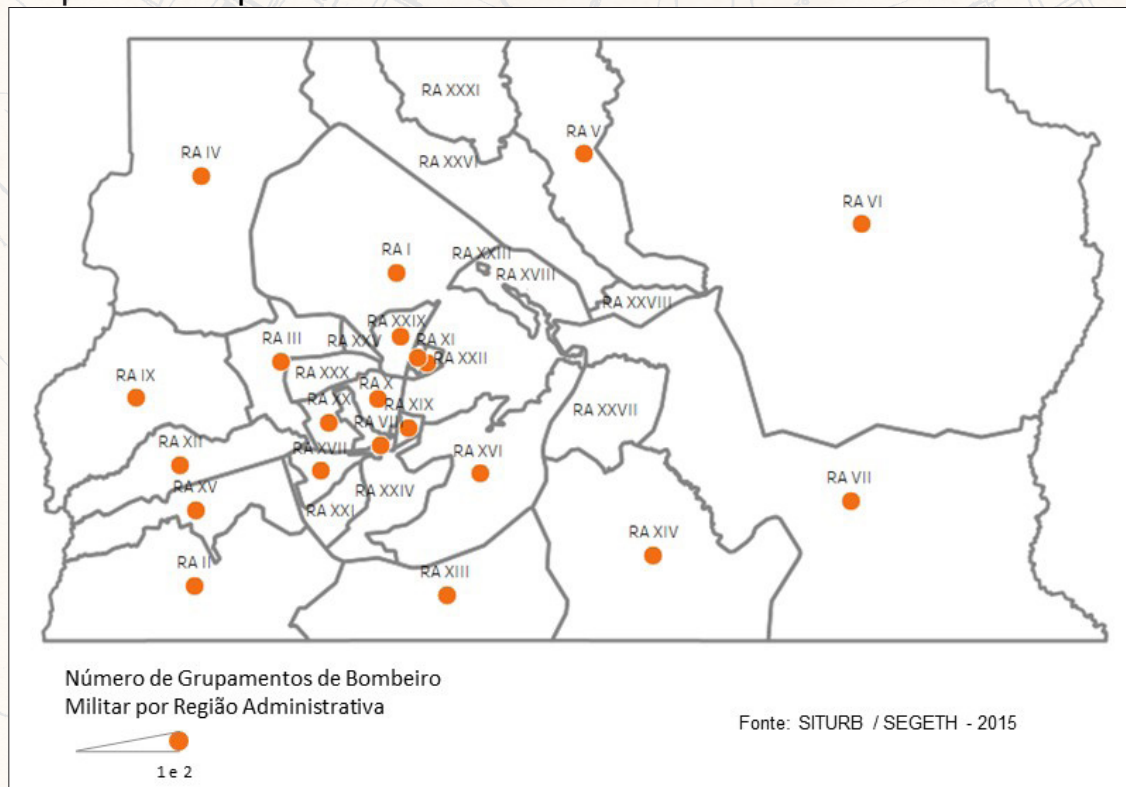 RA XXXI
RA V
RA IV
RA XXVI
RA VI
RA I
RA XXIII
RA XVIII
RA XXVIII
RA XXIX
RA III
RA XXV
RA XI
RA XXII
RA IX
RA XXX
RA X
RA XX
RA XIX
RA XXVII
RA VIII
RA XII
RA XVII
RA XVI
RA XV
RA XXIV
RA VII
RA XXI
RA XIV
RA II
RA XIII
Número de Grupamentos de Bombeiro
Militar por Região Administrativa
1 e 2
Fonte: SITURB / SEGETH - 2015